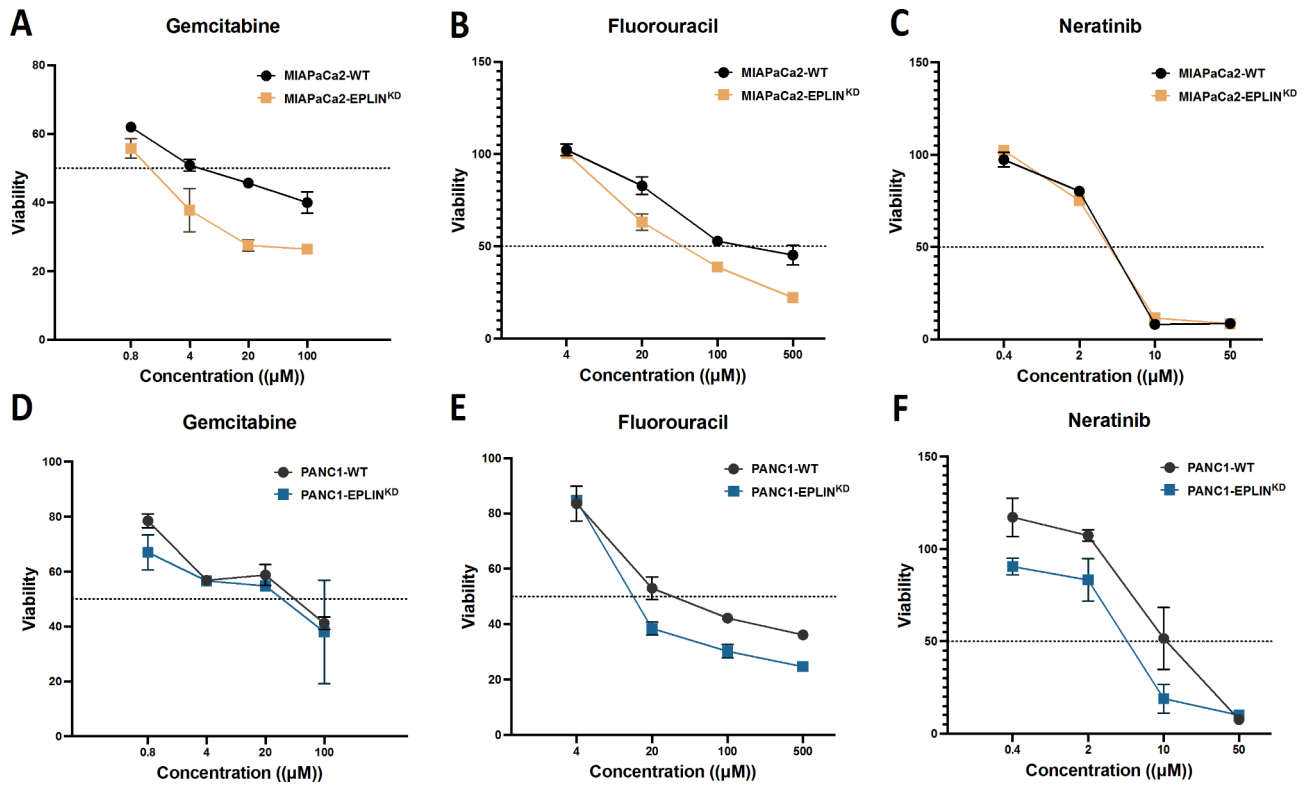 A
Gemcitabine
MIAPaCa2-WT
MIAPaCa2-EPLINKD
Viability
80
60
40
20
0
0.8 4 20 100
Concentration ((μM))
B
Fluorouracil
MIAPaCa2-WT
MIAPaCa2-EPLINKD
Viability
150
100
50
0
4 20 100 500
Concentration ((μM))
C
Neratinib
MIAPaCa2-WT
MIAPaCa2-EPLINKD
Viability
150
100
50
0
0.4 2 10 50
Concentration ((μM))
D
Gemcitabine
PANC1-WT
PANC1-EPLINKD
Viability
100
80
60
40
20
0
0.8 4 20 100
Concentration ((μM))
E
Fluorouracil
PANC1-WT
PANC1-EPLINKD
Viability
100
80
60
40
20
0
4 20 100 500
Concentration ((μM))
F
Neratinib
PANC1-WT
PANC1-EPLINKD
Viability
150
100
50
0
0.4 2 10 50
Concentration ((μM))